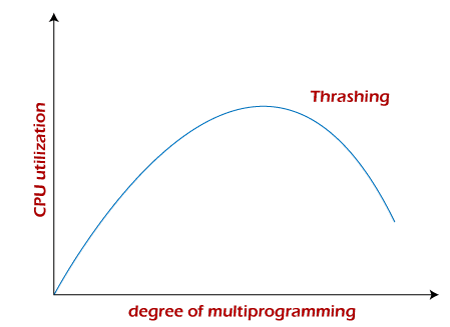 Thrashing
CPU utilization
degree of multiprogramming